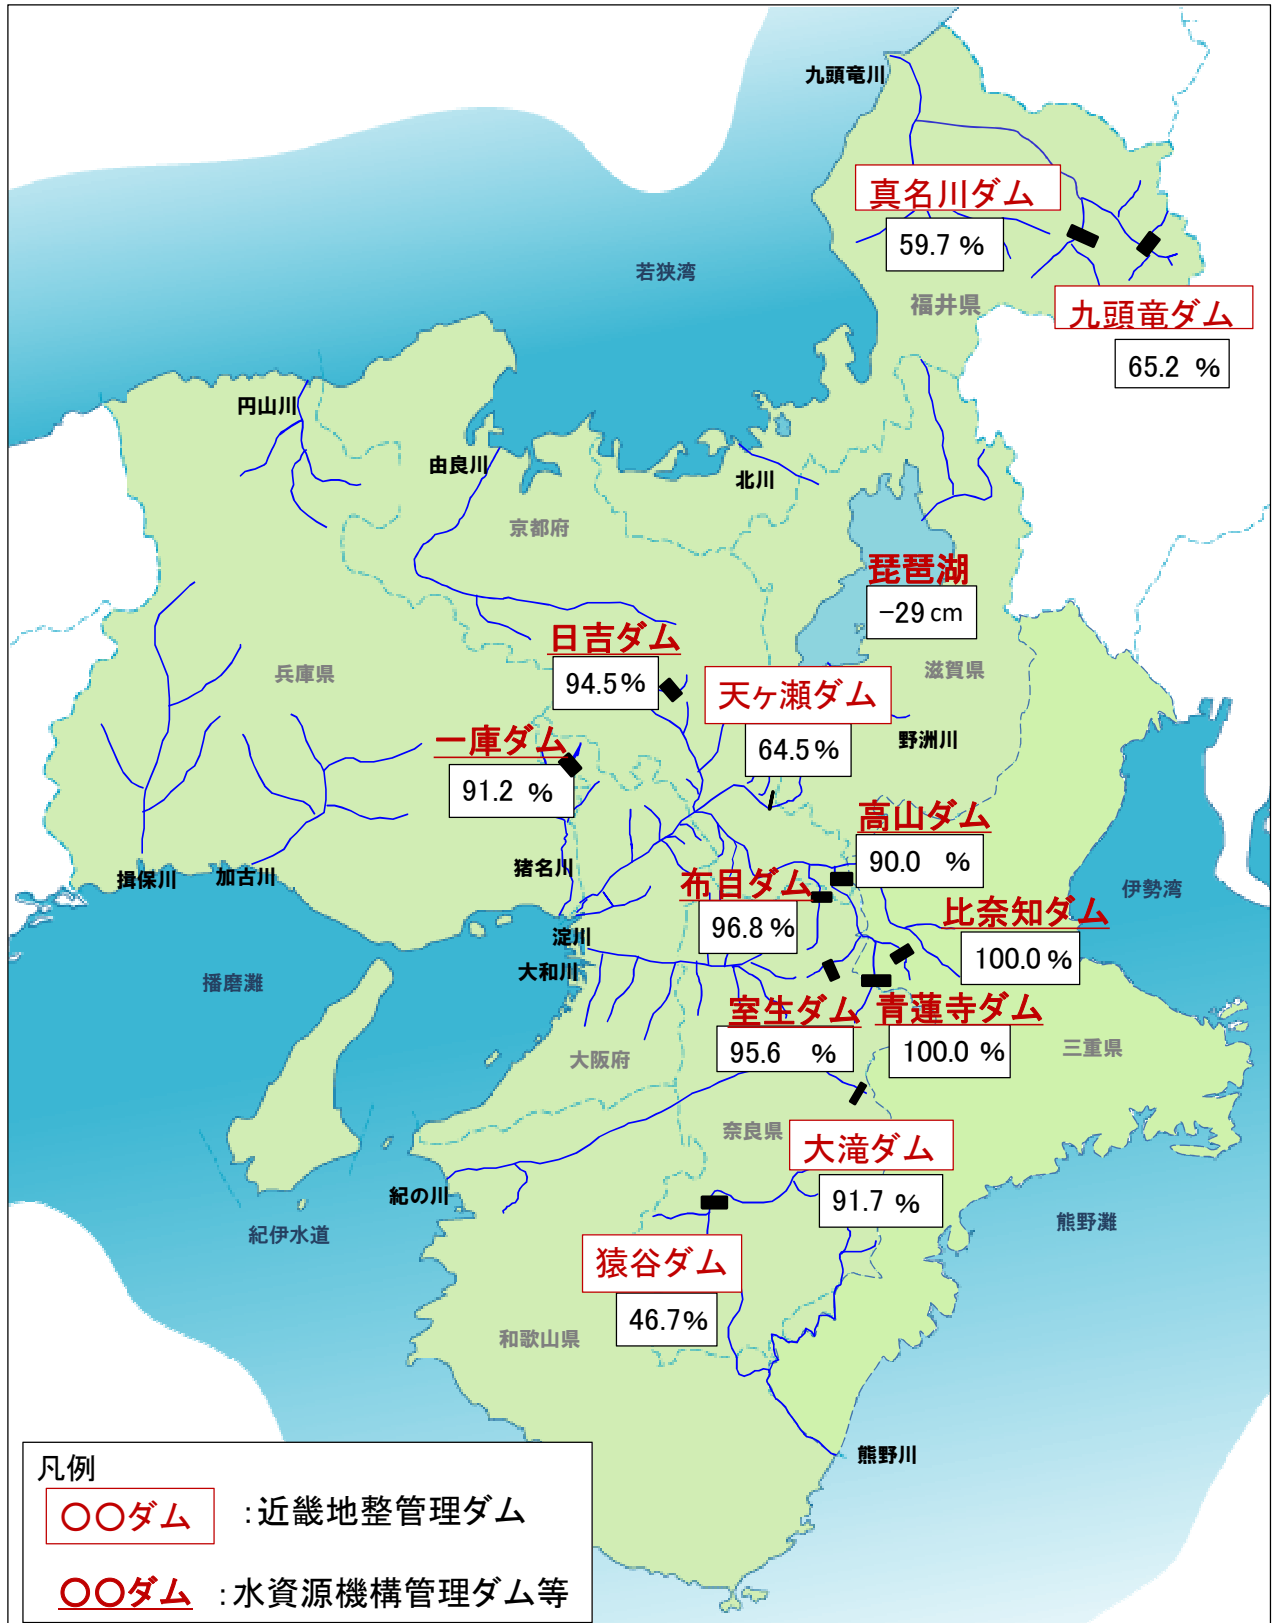 九頭竜川
真名川ダム
59.7 %
若狭湾
福井県
九頭竜ダム
65.2 %
円山川
由良川
北川
京都府
琵琶湖
-29 cm
日吉ダム
94.5%
兵庫県
滋賀県
天ヶ瀬ダム
64.5%
野洲川
一庫ダム
91.2 %
高山ダム
90.0 %
猪名川
揖保川
加古川
布目ダム
96.8 %
伊勢湾
比奈知ダム
100.0 %
淀川
大和川
播磨灘
室生ダム
95.6 %
青蓮寺ダム
100.0 %
大阪府
三重県
奈良県
大滝ダム
91.7 %
紀の川
紀伊水道
熊野灘
猿谷ダム
46.7%
和歌山県
熊野川
凡例
〇〇ダム :近畿地整管理ダム
〇〇ダム :水資源機構管理ダム等